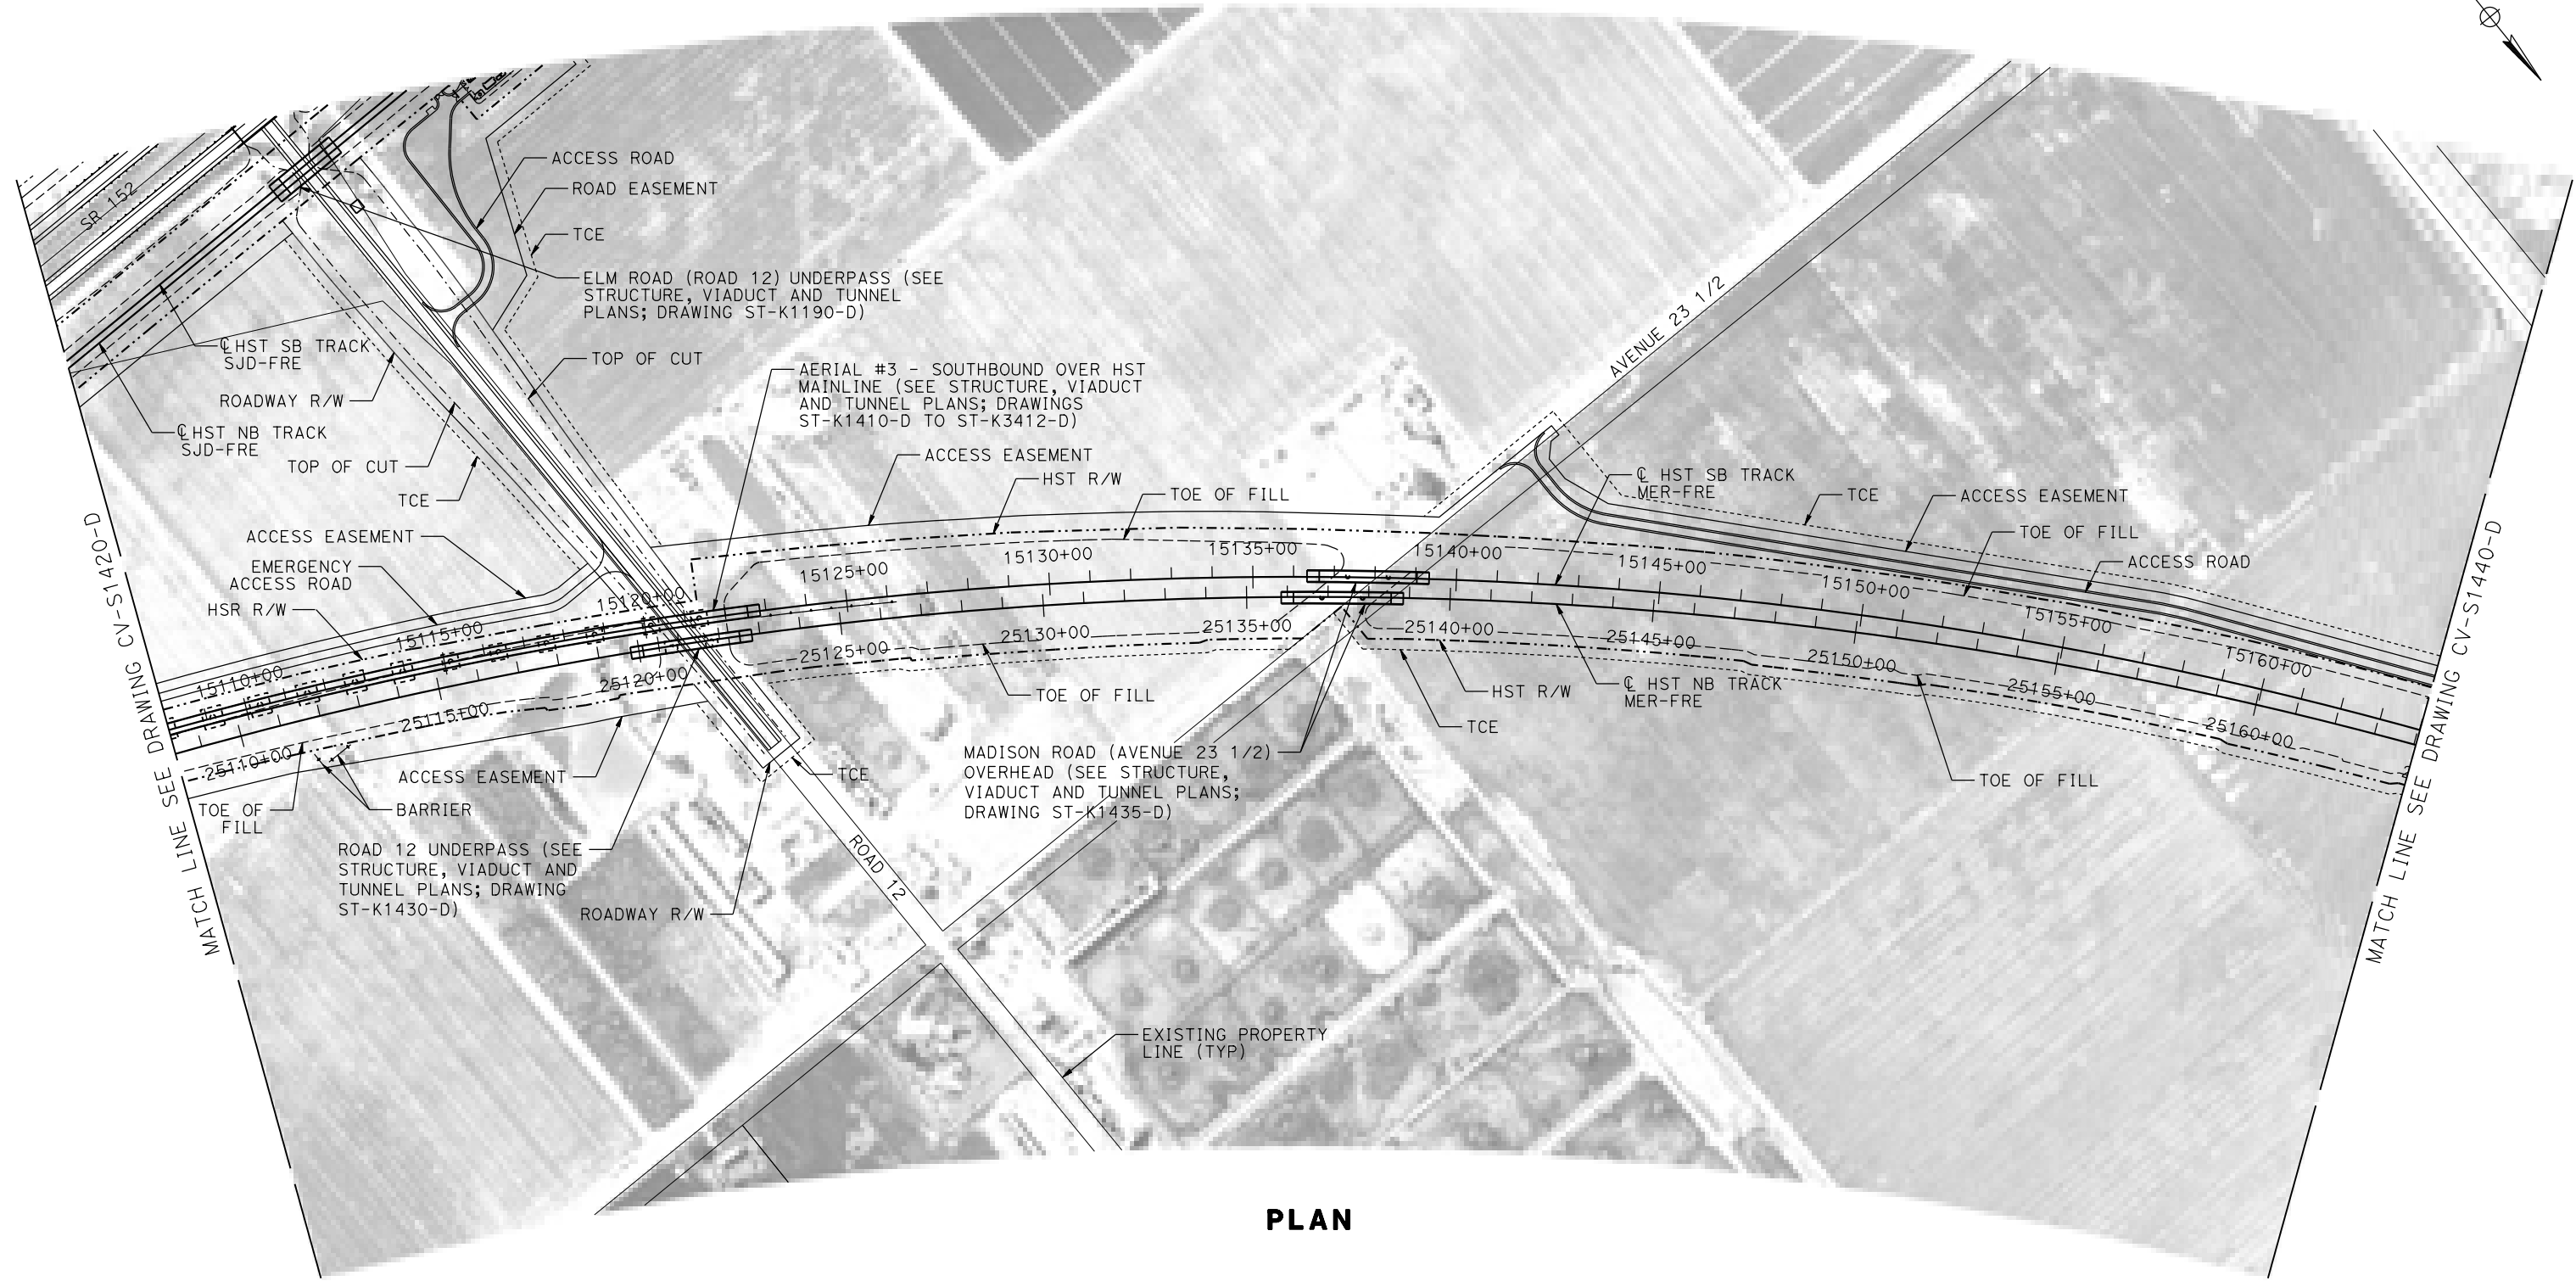 SR 152
ACCESS ROAD
ROAD EASEMENT
TCE
ELM ROAD (ROAD 12) UNDERPASS (SEE
STRUCTURE, VIADUCT AND TUNNEL
PLANS; DRAWING ST-K1190-D)
℄ HST SB TRACK
SJD-FRE
ROADWAY R/W
℄ HST NB TRACK
SJD-FRE
TOP OF CUT
TCE
TOP OF CUT
AERIAL #3 - SOUTHBOUND OVER HST
MAINLINE (SEE STRUCTURE, VIADUCT
AND TUNNEL PLANS; DRAWINGS
ST-K1410-D TO ST-K3412-D)
ACCESS EASEMENT
HST R/W
TOE OF FILL
AVENUE 23 1/2
℄ HST SB TRACK
MER-FRE
TCE
ACCESS EASEMENT
TOE OF FILL
ACCESS ROAD
ACCESS EASEMENT
EMERGENCY
ACCESS ROAD
HSR R/W
15110+00
15115+00
15120+00
15125+00
15130+00
15135+00
15140+00
15145+00
15150+00
15155+00
15160+00
25110+00
25115+00
25120+00
25125+00
25130+00
25135+00
25140+00
25145+00
25150+00
25155+00
25160+00
MATCH LINE SEE DRAWING CV-S1420-D
MATCH LINE SEE DRAWING CV-S1440-D
TOE OF
FILL
ACCESS EASEMENT
BARRIER
ROAD 12 UNDERPASS (SEE
STRUCTURE, VIADUCT AND
TUNNEL PLANS; DRAWING
ST-K1430-D)
ROADWAY R/W
TCE
ROAD 12
TOE OF FILL
MADISON ROAD (AVENUE 23 1/2)
OVERHEAD (SEE STRUCTURE,
VIADUCT AND TUNNEL PLANS;
DRAWING ST-K1435-D)
HST R/W
TCE
℄ HST NB TRACK
MER-FRE
TOE OF FILL
EXISTING PROPERTY
LINE (TYP)
PLAN